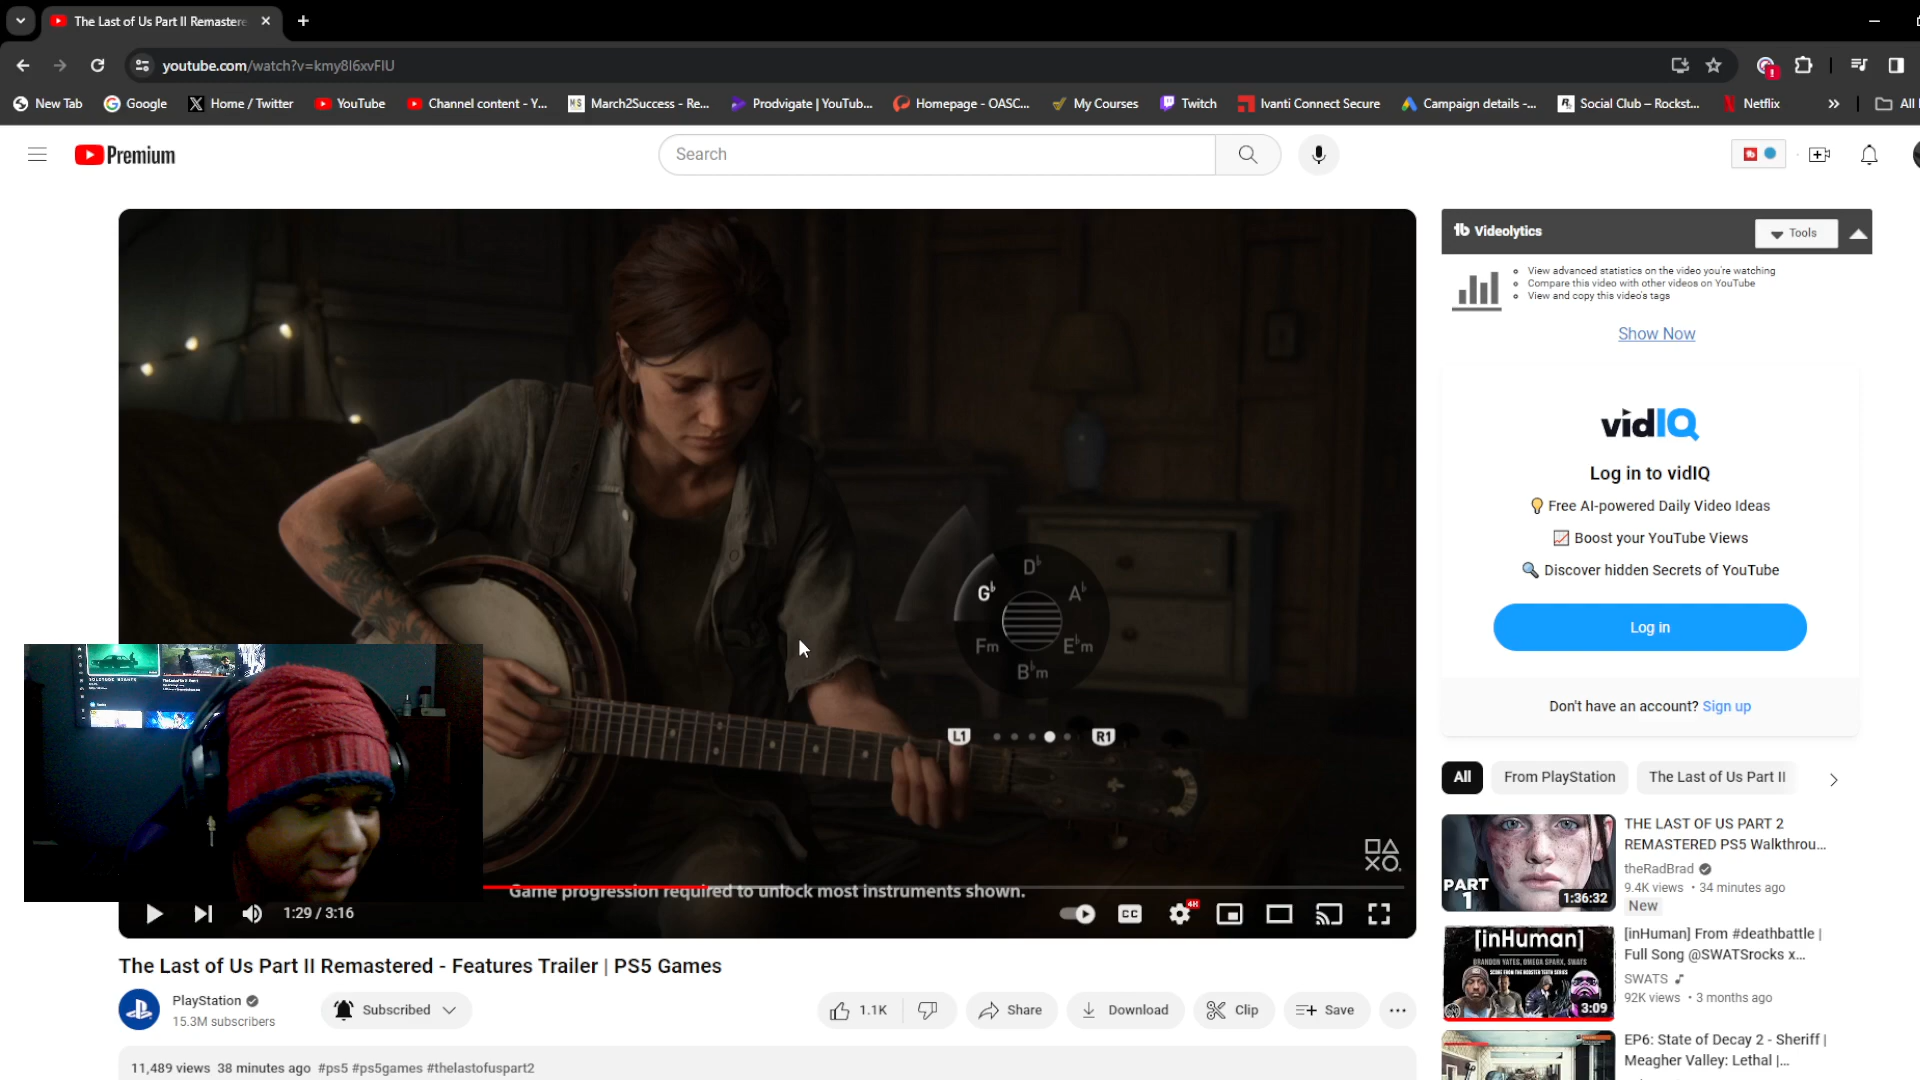 The Last of Us Part II Remastere
youtube.com/watch?v=kmy8l6xvFIU
New Tab
Google
Home / Twitter
YouTube
Channel content - Y...
March2Success - Re...
Prodvigate | YouTub...
Homepage - OASC...
My Courses
Twitch
Ivanti Connect Secure
Campaign details -...
Social Club – Rockst...
Netflix
All
Premium
Search
Videolytics
Tools
View advanced statistics on the video you're watching
Compare this video with other videos on YouTube
View and copy this video's tags
Show Now
vidIQ
Log in to vidIQ
Free AI-powered Daily Video Ideas
Boost your YouTube Views
Discover hidden Secrets of YouTube
Log in
Don't have an account? Sign up
D♭
G♭
A♭
Fm
E♭m
B♭m
L1
R1
Game progression required to unlock most instruments shown.
1:29 / 3:16
CC
4K
The Last of Us Part II Remastered - Features Trailer | PS5 Games
PlayStation
15.3M subscribers
Subscribed
1.1K
Share
Download
Clip
Save
11,489 views 38 minutes ago #ps5 #ps5games #thelastofuspart2
All
From PlayStation
The Last of Us Part II
PART
1
1:36:32
THE LAST OF US PART 2
REMASTERED PS5 Walkthrou...
theRadBrad
9.4K views • 34 minutes ago
New
[inHuman]
BRANDON YATES, OMEGA SPARX, SWATS
3:09
[inHuman] From #deathbattle |
Full Song @SWATSrocks x...
SWATS
92K views • 3 months ago
EP6: State of Decay 2 - Sheriff |
Meagher Valley: Lethal |...